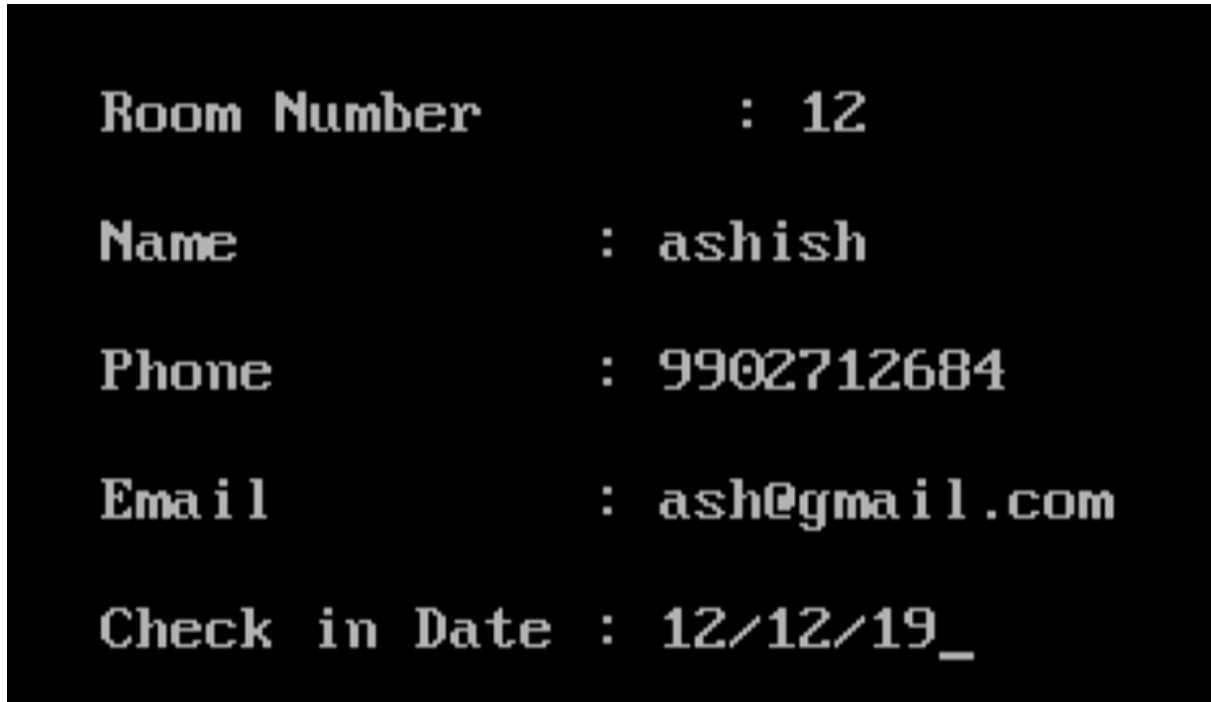 Room Number : 12
Name : ashish
Phone : 9902712684
Email : ash@gmail.com
Check in Date : 12/12/19_